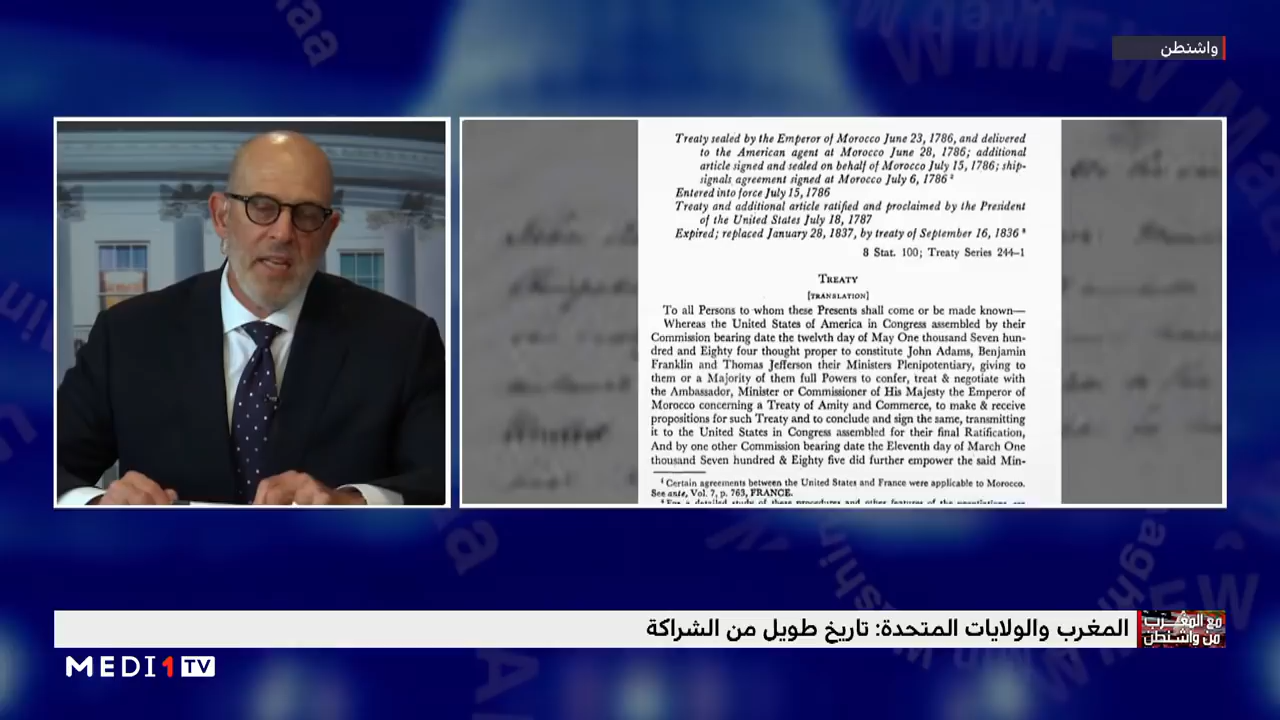 واشنطن
Treaty sealed by the Emperor of Morocco June 23, 1786, and delivered
to the American agent at Morocco June 28, 1786; additional
article signed and sealed on behalf of Morocco July 15, 1786; ship-
signals agreement signed at Morocco July 6, 1786 ²
Entered into force July 15, 1786
Treaty and additional article ratified and proclaimed by the President
of the United States July 18, 1787
Expired; replaced January 28, 1837, by treaty of September 16, 1836 ³
8 Stat. 100; Treaty Series 244–1
TREATY
[TRANSLATION]
To all Persons to whom these Presents shall come or be made known—
Whereas the United States of America in Congress assembled by their
Commission bearing date the twelvth day of May One thousand Seven hun-
dred and Eighty four thought proper to constitute John Adams, Benjamin
Franklin and Thomas Jefferson their Ministers Plenipotentiary, giving to
them or a Majority of them full Powers to confer, treat & negotiate with
the Ambassador, Minister or Commissioner of His Majesty the Emperor of
Morocco concerning a Treaty of Amity and Commerce, to make & receive
propositions for such Treaty and to conclude and sign the same, transmitting
it to the United States in Congress assembled for their final Ratification,
And by one other Commission bearing date the Eleventh day of March One
thousand Seven hundred & Eighty five did further empower the said Min-
¹ Certain agreements between the United States and France were applicable to Morocco.
See ante, Vol. 7, p. 763, FRANCE.
المغرب والولايات المتحدة: تاريخ طويل من الشراكة
مع المغرب
من واشنطن
MEDI1 TV